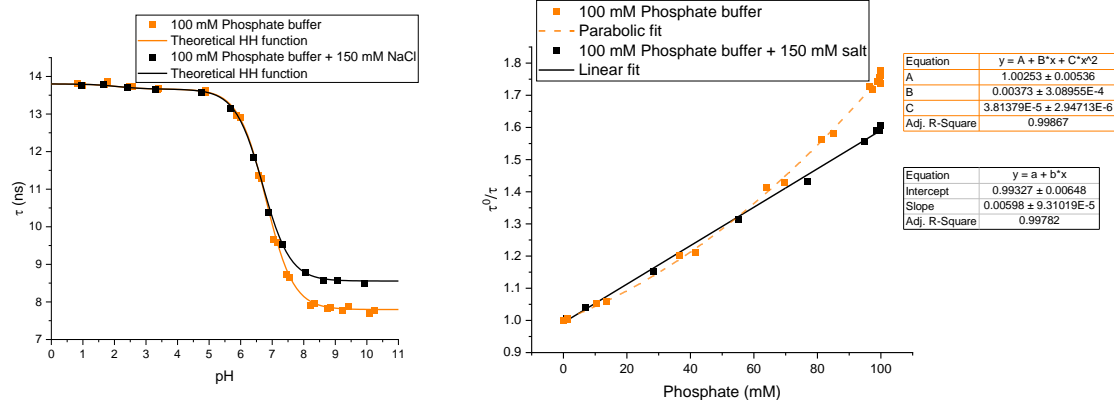 100 mM Phosphate buffer
Theoretical HH function
100 mM Phosphate buffer + 150 mM NaCl
Theoretical HH function
15
14
13
12
11
10
9
8
7
τ (ns)
0 1 2 3 4 5 6 7 8 9 10 11
pH
100 mM Phosphate buffer
Parabolic fit
100 mM Phosphate buffer + 150 mM salt
Linear fit
1.8
1.7
1.6
1.5
1.4
1.3
1.2
1.1
1.0
0.9
τ⁰/τ
0 20 40 60 80 100
Phosphate (mM)
Equation y = A + B*x + C*x^2
A 1.00253 ± 0.00536
B 0.00373 ± 3.08955E-4
C 3.81379E-5 ± 2.94713E-6
Adj. R-Square 0.99867
Equation y = a + b*x
Intercept 0.99327 ± 0.00648
Slope 0.00598 ± 9.31019E-5
Adj. R-Square 0.99782